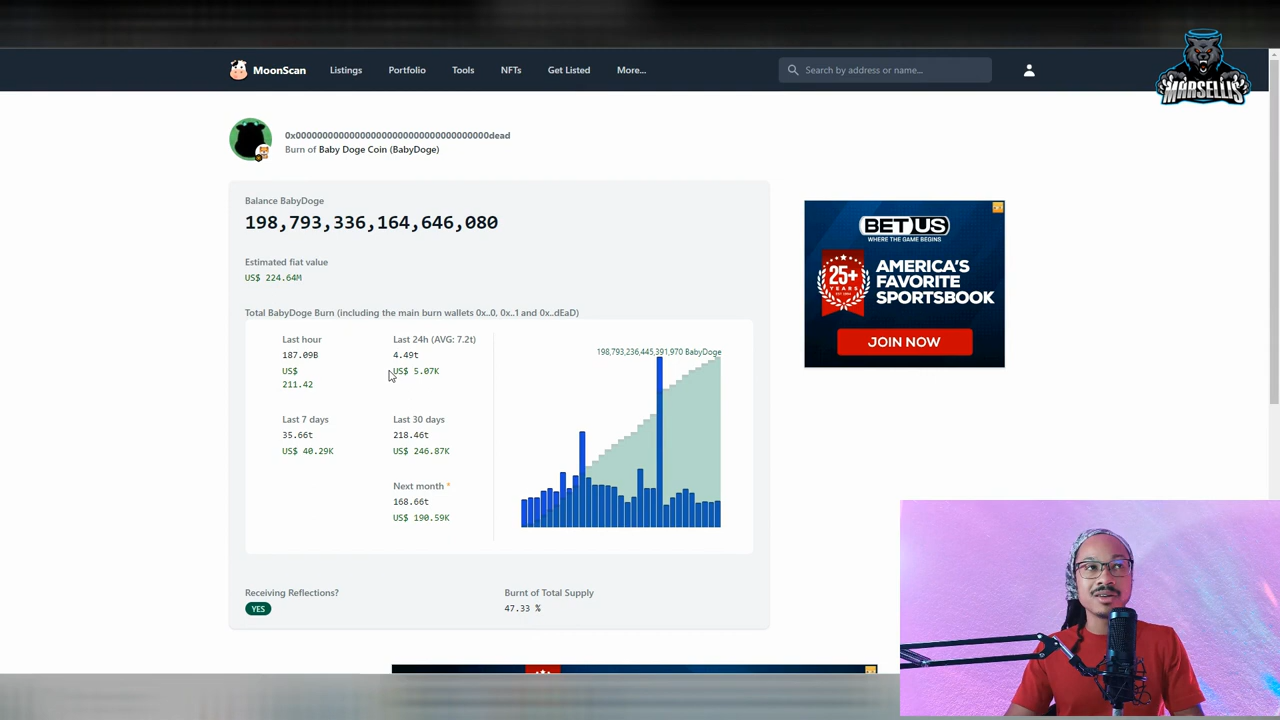 MoonScan
Listings
Portfolio
Tools
NFTs
Get Listed
More...
Search by address or name...
MARSELLIS
0x000000000000000000000000000000000000dead
Burn of Baby Doge Coin (BabyDoge)
Balance BabyDoge
198,793,336,164,646,080
Estimated fiat value
US$ 224.64M
Total BabyDoge Burn (including the main burn wallets 0x..0, 0x..1 and 0x..dEaD)
Last hour
187.09B
US$
211.42
Last 24h (AVG: 7.2t)
4.49t
US$ 5.07K
Last 7 days
35.66t
US$ 40.29K
Last 30 days
218.46t
US$ 246.87K
Next month *
168.66t
US$ 190.59K
198,793,236,445,391,970 BabyDoge
Receiving Reflections?
YES
Burnt of Total Supply
47.33 %
BETUS
WHERE THE GAME BEGINS
25+
YEARS
AMERICA'S
FAVORITE
SPORTSBOOK
JOIN NOW